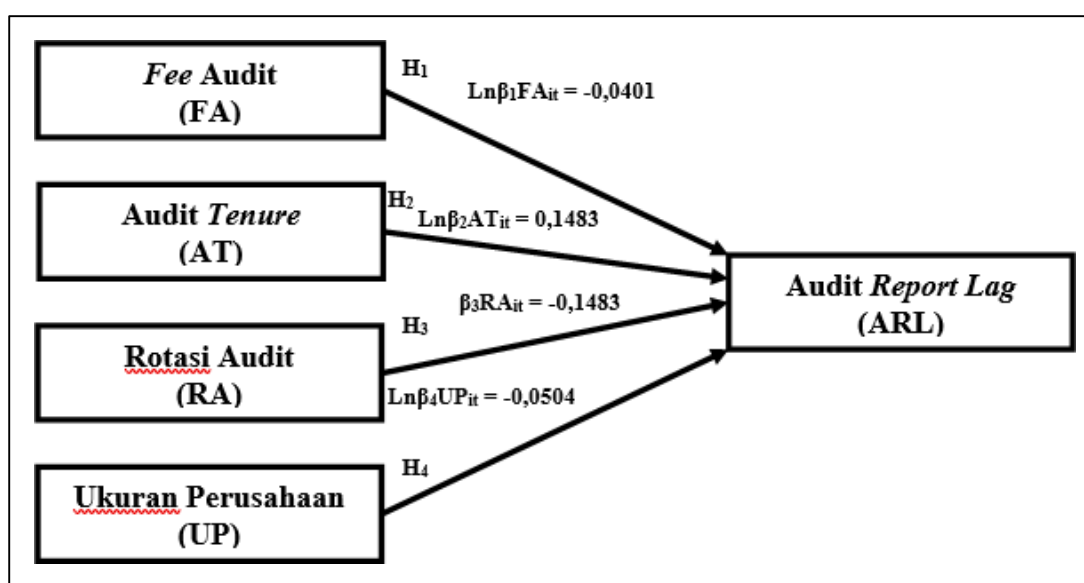 Fee Audit
(FA)
H₁
Lnβ₁FAᵢₜ = -0,0401
Audit Tenure
(AT)
H₂
Lnβ₂ATᵢₜ = 0,1483
β₃RAᵢₜ = -0,1483
H₃
Rotasi Audit
(RA)
Lnβ₄UPᵢₜ = -0,0504
H₄
Ukuran Perusahaan
(UP)
Audit Report Lag
(ARL)